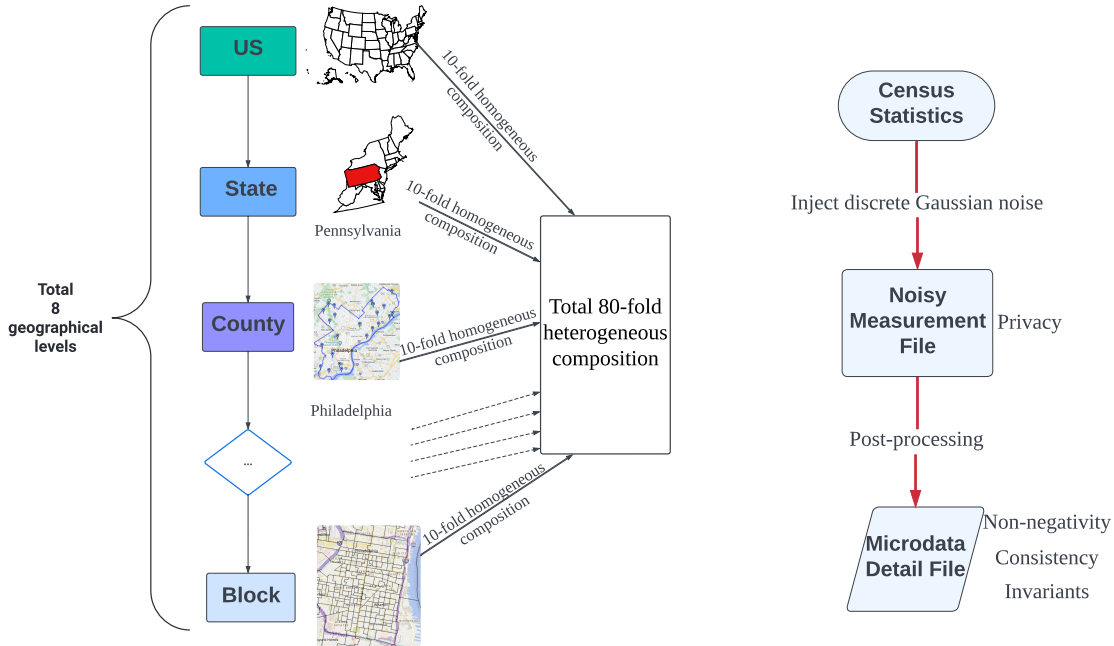 Total
8
geographical
levels
US
State
County
...
Block
Pennsylvania
Philadelphia
Philadelphia
10-fold homogeneous
composition
10-fold homogeneous
composition
10-fold homogeneous
composition
10-fold homogeneous
composition
Total 80-fold
heterogeneous
composition
Census
Statistics
Inject discrete Gaussian noise
Noisy
Measurement
File
Privacy
Post-processing
Microdata
Detail File
Non-negativity
Consistency
Invariants